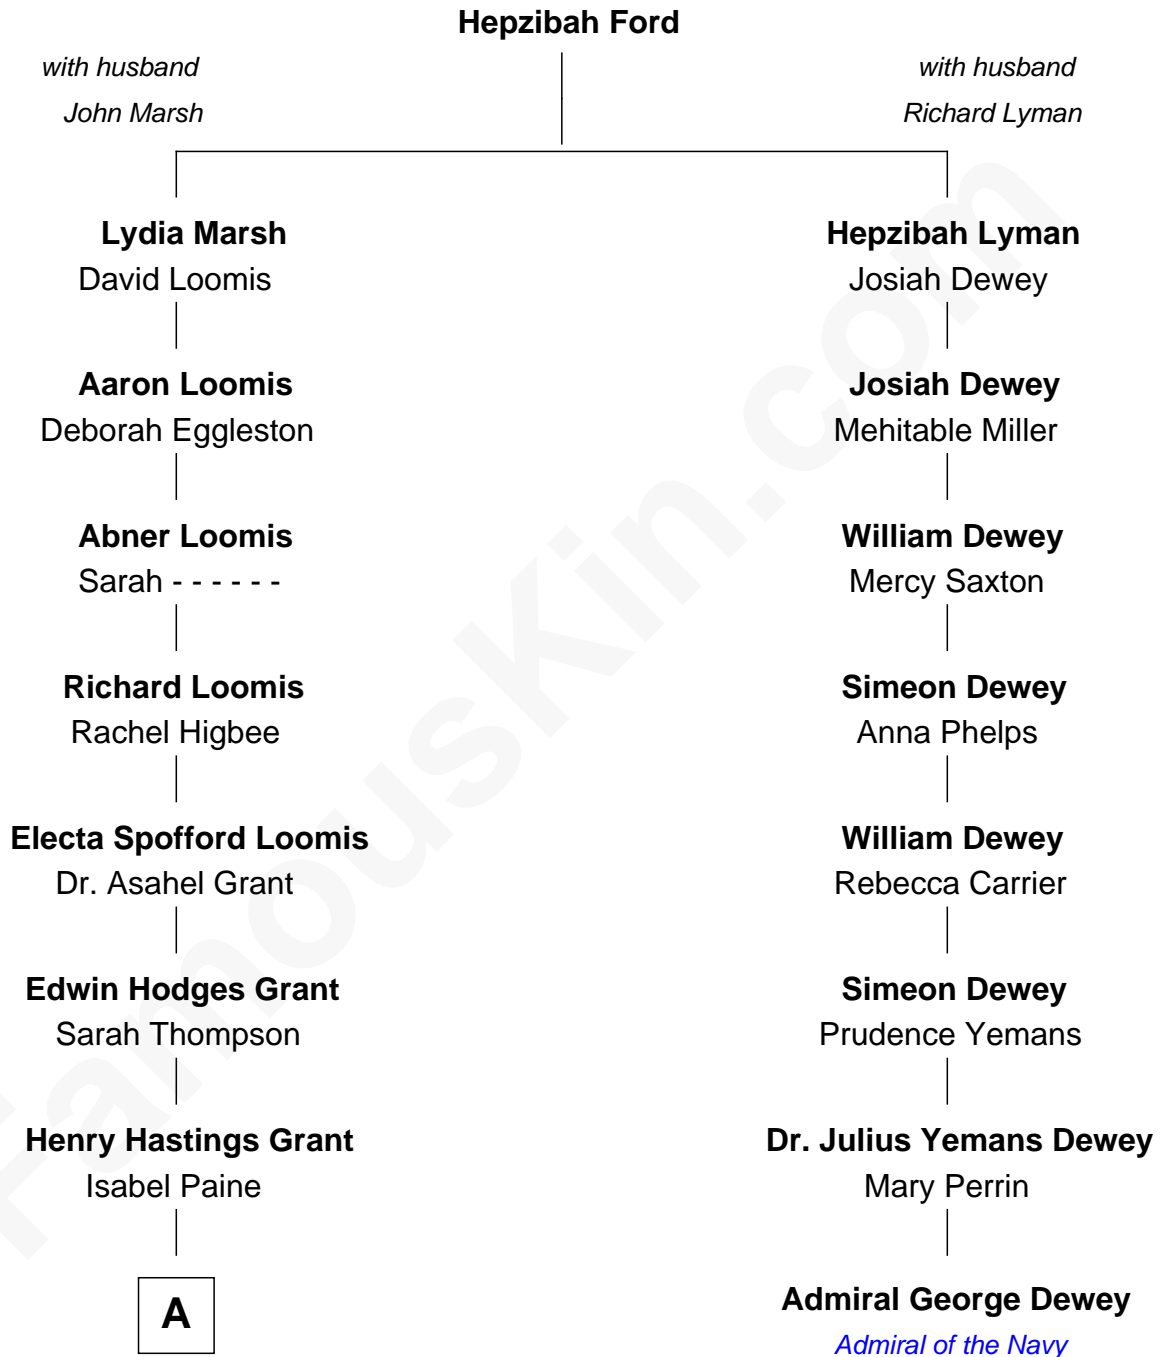 Hepzibah Ford
with husband
John Marsh
with husband
Richard Lyman
Lydia Marsh
David Loomis
Hepzibah Lyman
Josiah Dewey
Aaron Loomis
Deborah Eggleston
Josiah Dewey
Mehitable Miller
Abner Loomis
Sarah - - - - - -
William Dewey
Mercy Saxton
Richard Loomis
Rachel Higbee
Simeon Dewey
Anna Phelps
Electa Spofford Loomis
Dr. Asahel Grant
William Dewey
Rebecca Carrier
Edwin Hodges Grant
Sarah Thompson
Simeon Dewey
Prudence Yemans
Henry Hastings Grant
Isabel Paine
Dr. Julius Yemans Dewey
Mary Perrin
A
Admiral George Dewey
Admiral of the Navy
FamousKin.com